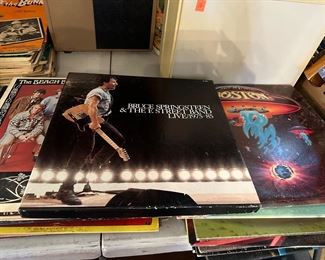 THE BEACH B
BRUCE SPRINGSTEEN
& THE E STREET BAND
LIVE/1975-85
BOSTON